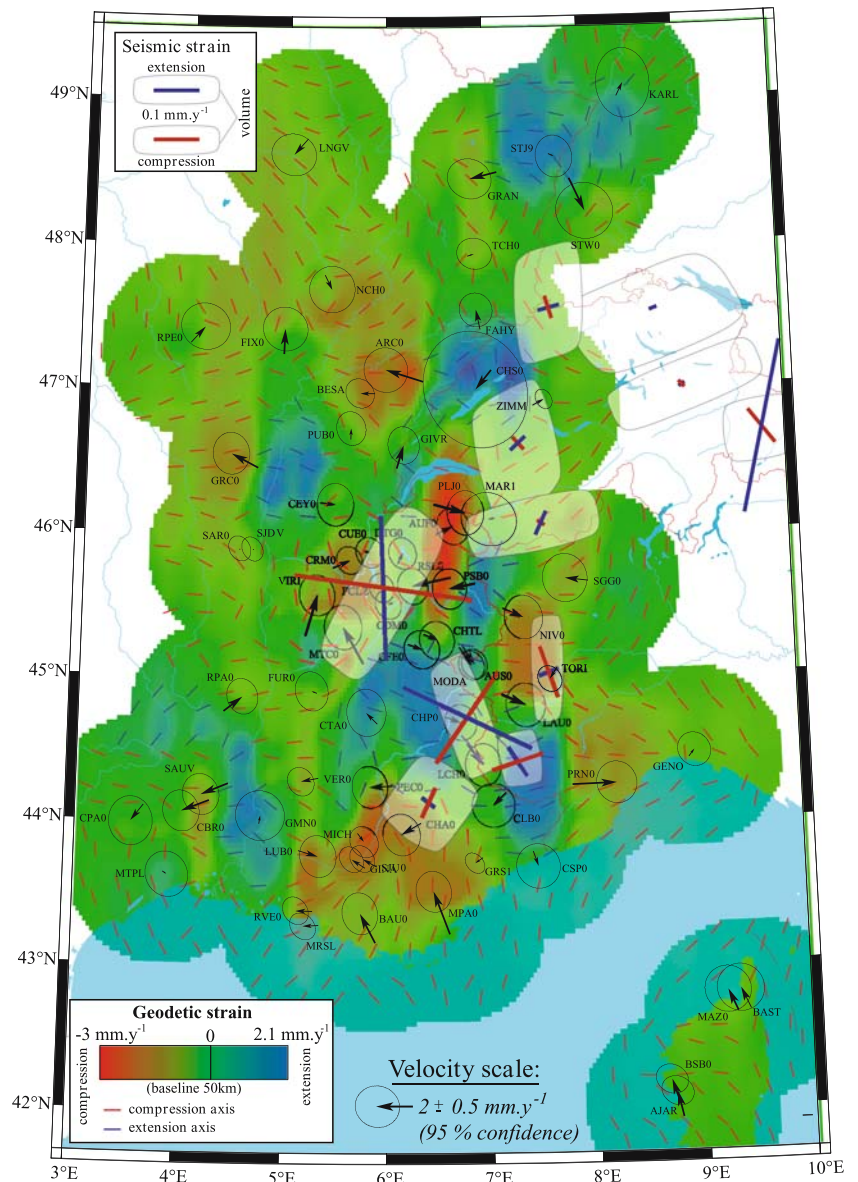 Seismic strain
extension
0.1 mm.y-1
compression
volume
49°N
48°N
47°N
46°N
45°N
44°N
43°N
42°N
KARL
LNGV
STJ9
GRAN
STW0
TCH0
NCH0
RPE0
FIX0
FAHY
ARC0
CHS0
BESA
ZIMM
PUB0
GIVR
GRC0
PLJ0
MAR1
CEY0
AUF0
SAR0
SJDV
CUE0
CRM0
PSB0
SGG0
CHTL
NIV0
MTC0
CFE0
TOR1
MODA
AUS0
RPA0
FUR0
CTA0
CHP0
LAU0
GENO
SAUV
VER0
LCH0
PRN0
CPA0
CBR0
GMN0
CLB0
MICH
CHA0
LUB0
MTPL
GRS1
CSP0
RVE0
BAU0
MPA0
MRSL
MAZ0
BAST
BSB0
AJAR
Geodetic strain
-3 mm.y-1
0
2.1 mm.y-1
compression
extension
(baseline 50km)
compression axis
extension axis
Velocity scale:
2± 0.5 mm.y-1
(95 % confidence)
3°E
4°E
5°E
6°E
7°E
8°E
9°E
10°E